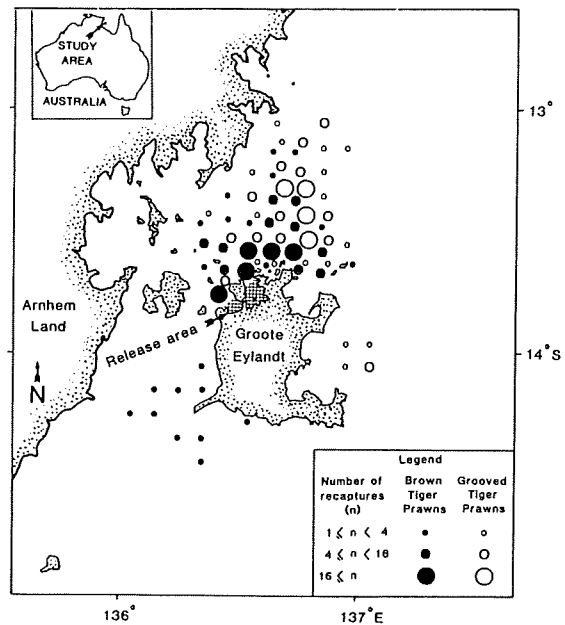 STUDY
AREA
AUSTRALIA
13°
Arnhem
Land
Release area
Groote
Eylandt
14°S
N
Legend
Number of
recaptures
(n)
Brown
Tiger
Prawns
Grooved
Tiger
Prawns
1 ⩽ n < 4
4 ⩽ n < 16
16 ⩽ n
136°
137°E